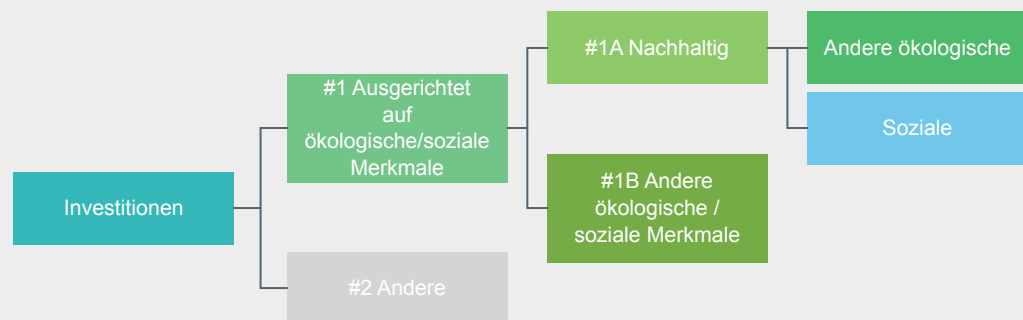 Investitionen
#1 Ausgerichtet
auf
ökologische/soziale
Merkmale
#2 Andere
#1A Nachhaltig
#1B Andere
ökologische /
soziale Merkmale
Andere ökologische
Soziale